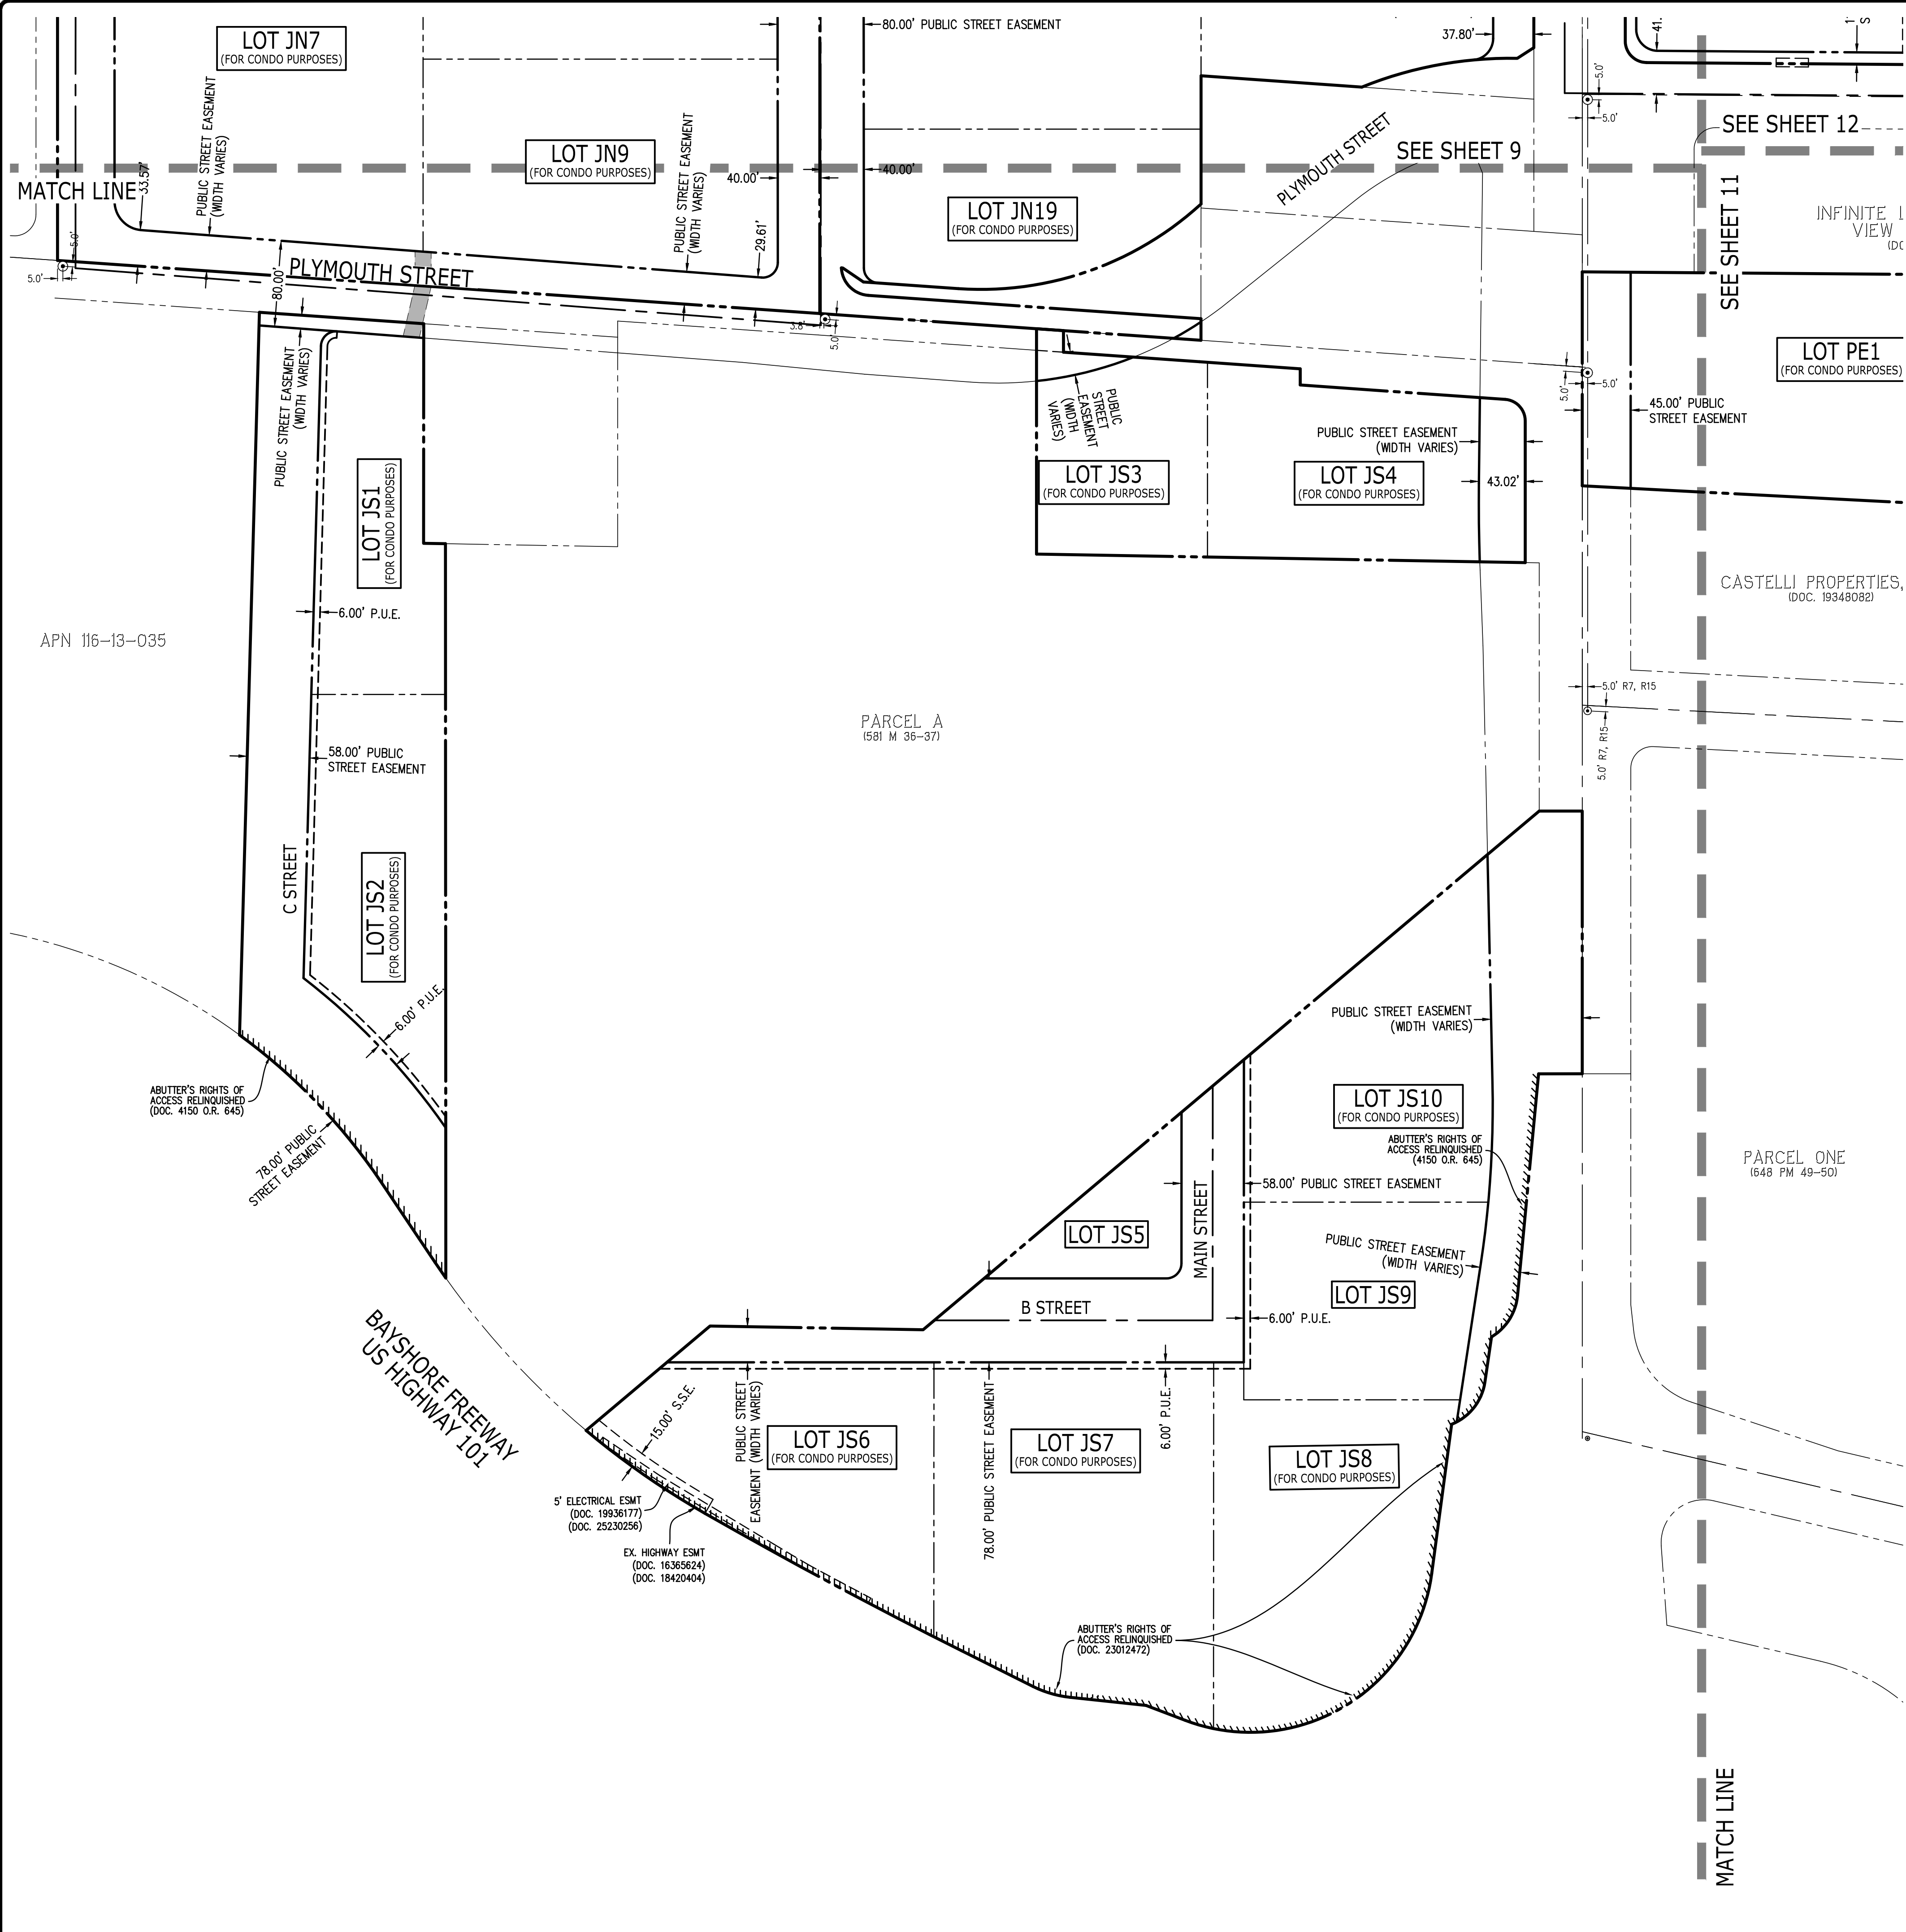 LOT JN7
(FOR CONDO PURPOSES)
80.00' PUBLIC STREET EASEMENT
37.80'
41.
S
5.0'
5.0'
PUBLIC STREET EASEMENT
(WIDTH VARIES)
33.57'
MATCH LINE
LOT JN9
(FOR CONDO PURPOSES)
PUBLIC STREET EASEMENT
(WIDTH VARIES)
40.00'
40.00'
29.61'
LOT JN19
(FOR CONDO PURPOSES)
PLYMOUTH STREET
SEE SHEET 9
SEE SHEET 12
SEE SHEET 11
INFINITE
VIEW
5.0'
5.0'
80.00'
PLYMOUTH STREET
3.8'
5.0'
PUBLIC STREET EASEMENT
(WIDTH VARIES)
PUBLIC
STREET
EASEMENT
(WIDTH
VARIES)
5.0'
5.0'
LOT PE1
(FOR CONDO PURPOSES)
45.00' PUBLIC
STREET EASEMENT
PUBLIC STREET EASEMENT
(WIDTH VARIES)
43.02'
LOT JS1
(FOR CONDO PURPOSES)
LOT JS3
(FOR CONDO PURPOSES)
LOT JS4
(FOR CONDO PURPOSES)
6.00' P.U.E.
APN 116-13-035
CASTELLI PROPERTIES,
(DOC. 19348082)
5.0' R7, R15
5.0' R7, R15
PARCEL A
(581 M 36-37)
58.00' PUBLIC
STREET EASEMENT
C STREET
LOT JS2
(FOR CONDO PURPOSES)
6.00' P.U.E.
ABUTTER'S RIGHTS OF
ACCESS RELINQUISHED
(DOC. 4150 O.R. 645)
78.00' PUBLIC
STREET EASEMENT
PUBLIC STREET EASEMENT
(WIDTH VARIES)
LOT JS10
(FOR CONDO PURPOSES)
ABUTTER'S RIGHTS OF
ACCESS RELINQUISHED
(4150 O.R. 645)
PARCEL ONE
(648 PM 49-50)
58.00' PUBLIC STREET EASEMENT
MAIN STREET
LOT JS5
PUBLIC STREET EASEMENT
(WIDTH VARIES)
LOT JS9
B STREET
6.00' P.U.E.
BAYSHORE FREEWAY
US HIGHWAY 101
15.00' S.S.E.
PUBLIC STREET
EASEMENT (WIDTH VARIES)
LOT JS6
(FOR CONDO PURPOSES)
78.00' PUBLIC STREET EASEMENT
LOT JS7
(FOR CONDO PURPOSES)
6.00' P.U.E.
LOT JS8
(FOR CONDO PURPOSES)
5' ELECTRICAL ESMT
(DOC. 19936177)
(DOC. 25230256)
EX. HIGHWAY ESMT
(DOC. 16365624)
(DOC. 18420404)
ABUTTER'S RIGHTS OF
ACCESS RELINQUISHED
(DOC. 23012472)
MATCH LINE